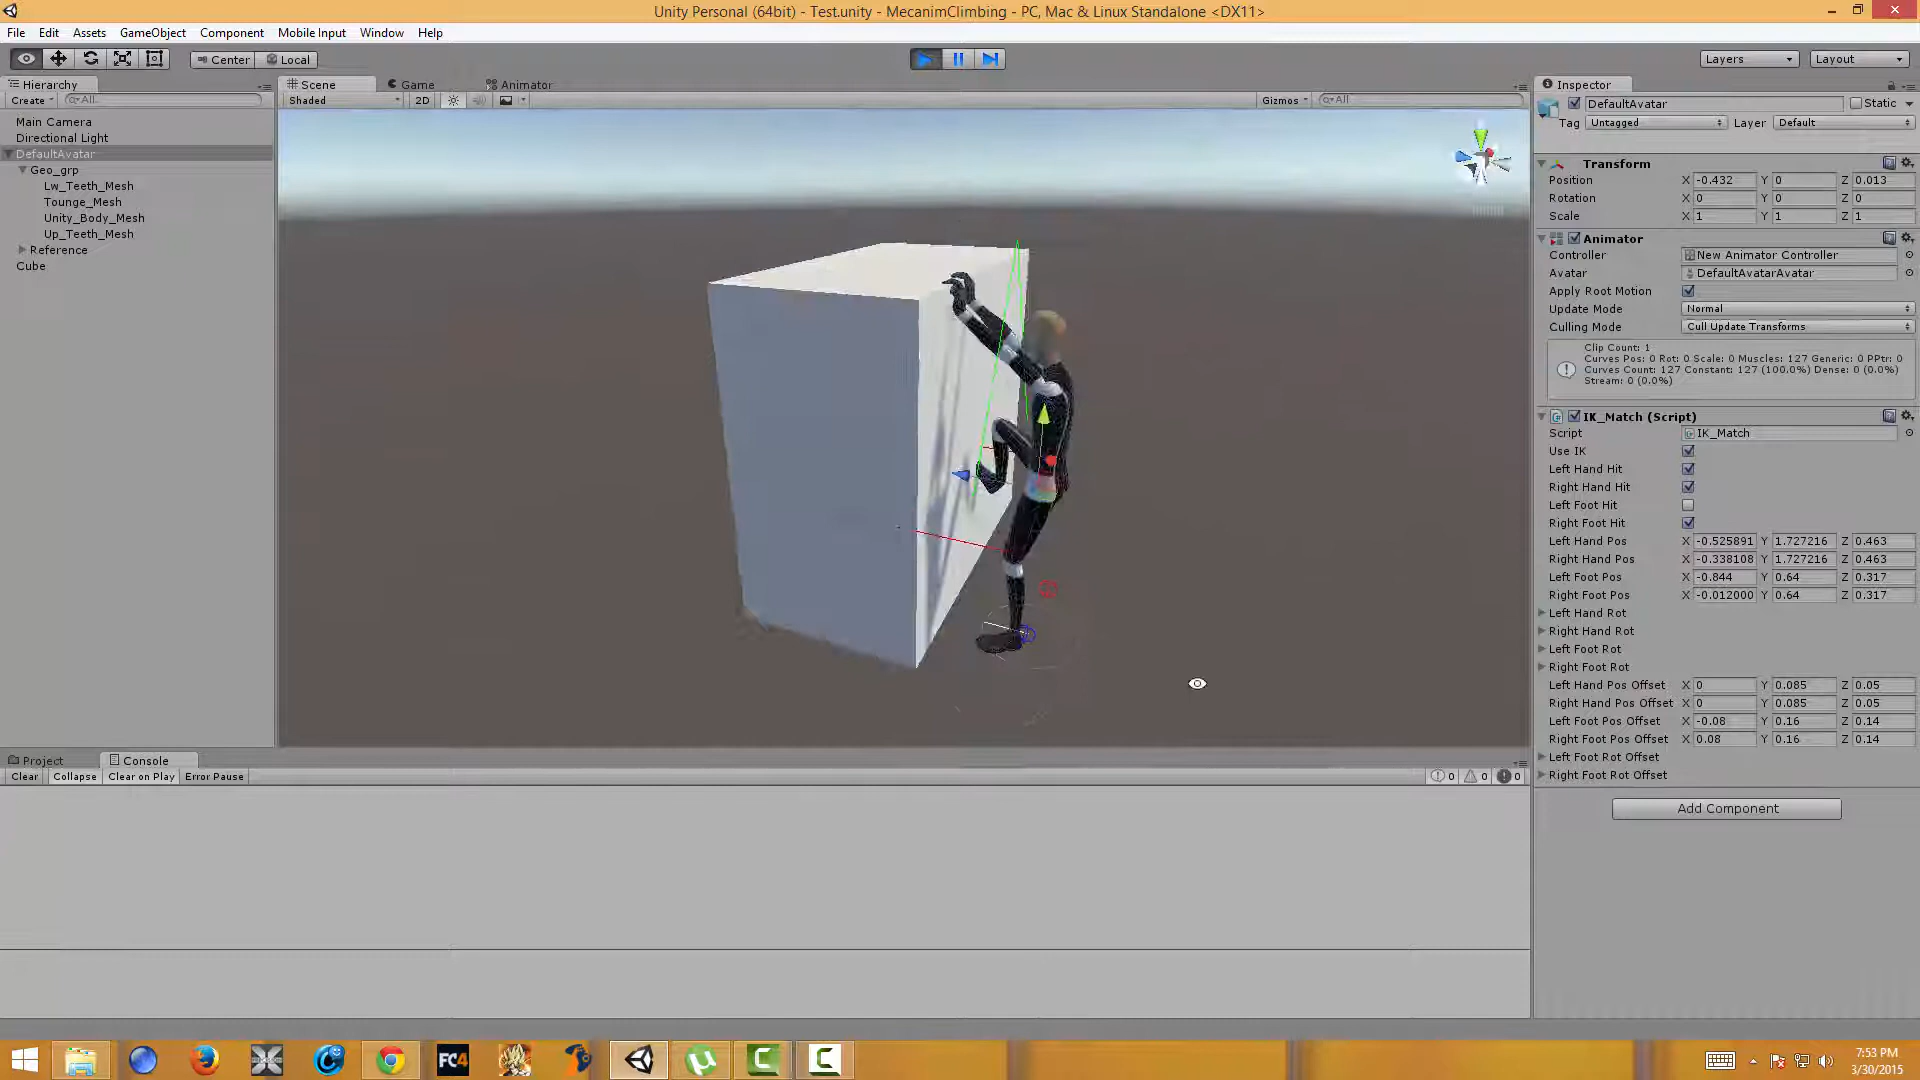 Unity Personal (64bit) - Test.unity - MecanimClimbing - PC, Mac & Linux Standalone <DX11>
File Edit Assets GameObject Component Mobile Input Window Help
Center Local Layers Layout
Hierarchy
Create All
Main Camera
Directional Light
DefaultAvatar
Geo_grp
Lw_Teeth_Mesh
Tounge_Mesh
Unity_Body_Mesh
Up_Teeth_Mesh
Reference
Cube
Scene Game Animator
Shaded 2D Gizmos All
Inspector
DefaultAvatar Static
Tag Untagged Layer Default
Transform
Position X -0.432 Y 0 Z 0.013
Rotation X 0 Y 0 Z 0
Scale X 1 Y 1 Z 1
Animator
Controller New Animator Controller
Avatar DefaultAvatarAvatar
Apply Root Motion
Update Mode Normal
Culling Mode Cull Update Transforms
Clip Count: 1
Curves Pos: 0 Rot: 0 Scale: 0 Muscles: 127 Generic: 0 PPtr: 0
Curves Count: 127 Constant: 127 (100.0%) Dense: 0 (0.0%)
Stream: 0 (0.0%)
IK_Match (Script)
Script IK_Match
Use IK
Left Hand Hit
Right Hand Hit
Left Foot Hit
Right Foot Hit
Left Hand Pos X -0.525891 Y 1.727216 Z 0.463
Right Hand Pos X -0.338108 Y 1.727216 Z 0.463
Left Foot Pos X -0.844 Y 0.64 Z 0.317
Right Foot Pos X -0.012000 Y 0.64 Z 0.317
Left Hand Rot
Right Hand Rot
Left Foot Rot
Right Foot Rot
Left Hand Pos Offset X 0 Y 0.085 Z 0.05
Right Hand Pos Offset X 0 Y 0.085 Z 0.05
Left Foot Pos Offset X -0.08 Y 0.16 Z 0.14
Right Foot Pos Offset X 0.08 Y 0.16 Z 0.14
Left Foot Rot Offset
Right Foot Rot Offset
Add Component
Project Console
Clear Collapse Clear on Play Error Pause 0 0 0
FC4
7:53 PM
3/30/2015